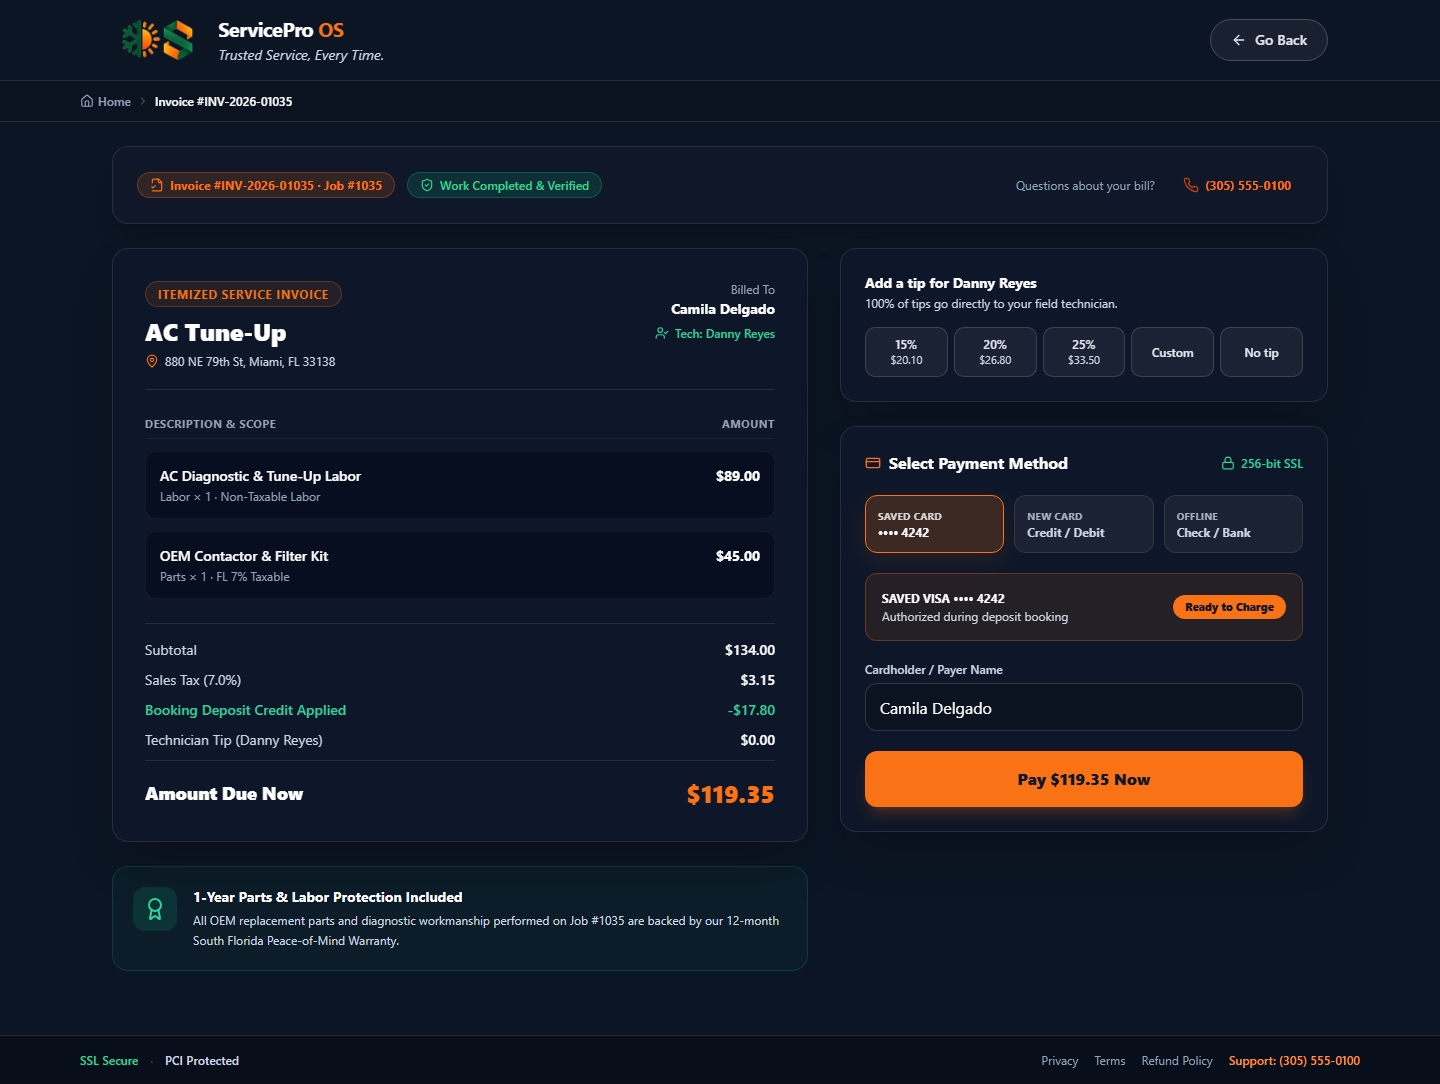 ServicePro OS
Trusted Service, Every Time.
Go Back
Home
Invoice #INV-2026-01035
Invoice #INV-2026-01035 · Job #1035
Work Completed & Verified
Questions about your bill?
(305) 555-0100
ITEMIZED SERVICE INVOICE
AC Tune-Up
880 NE 79th St, Miami, FL 33138
Billed To
Camila Delgado
Tech: Danny Reyes
DESCRIPTION & SCOPE AMOUNT
AC Diagnostic & Tune-Up Labor $89.00
Labor × 1 · Non-Taxable Labor
OEM Contactor & Filter Kit $45.00
Parts × 1 · FL 7% Taxable
Subtotal $134.00
Sales Tax (7.0%) $3.15
Booking Deposit Credit Applied -$17.80
Technician Tip (Danny Reyes) $0.00
Amount Due Now $119.35
1-Year Parts & Labor Protection Included
All OEM replacement parts and diagnostic workmanship performed on Job #1035 are backed by our 12-month
South Florida Peace-of-Mind Warranty.
Add a tip for Danny Reyes
100% of tips go directly to your field technician.
15%
$20.10
20%
$26.80
25%
$33.50
Custom
No tip
Select Payment Method
256-bit SSL
SAVED CARD
•••• 4242
NEW CARD
Credit / Debit
OFFLINE
Check / Bank
SAVED VISA •••• 4242
Authorized during deposit booking
Ready to Charge
Cardholder / Payer Name
Camila Delgado
Pay $119.35 Now
SSL Secure · PCI Protected
Privacy Terms Refund Policy Support: (305) 555-0100